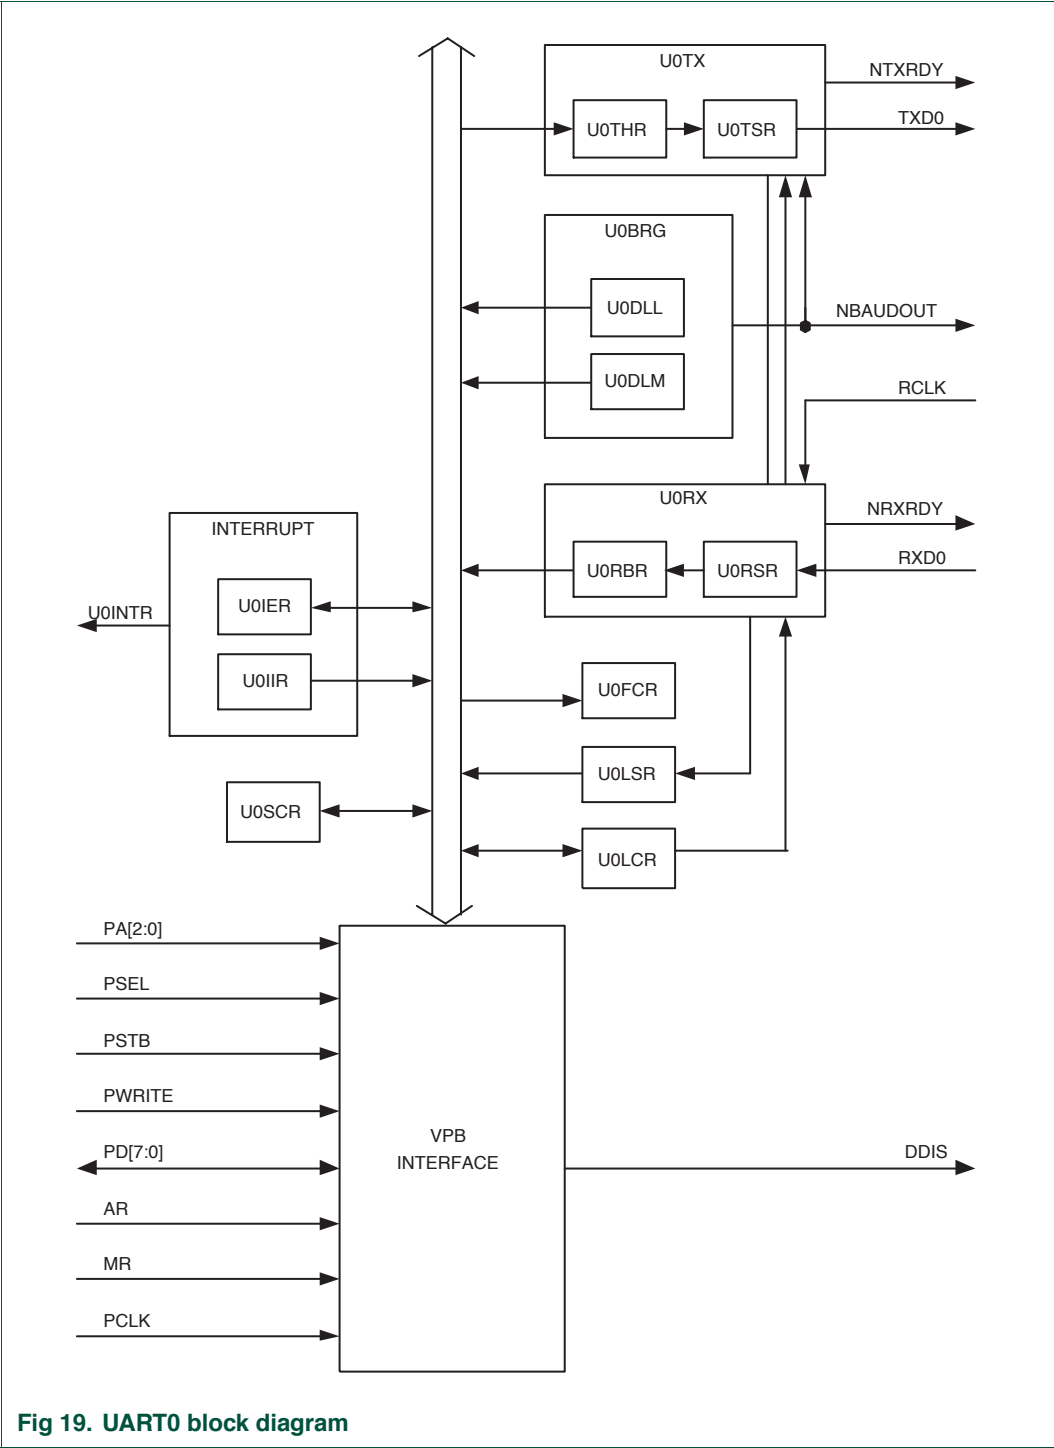 U0TX
NTXRDY
U0THR
U0TSR
TXD0
U0BRG
U0DLL
NBAUDOUT
U0DLM
RCLK
U0RX
NRXRDY
U0RBR
U0RSR
RXD0
INTERRUPT
U0INTR
U0IER
U0IIR
U0FCR
U0LSR
U0SCR
U0LCR
PA[2:0]
PSEL
PSTB
PWRITE
PD[7:0]
AR
MR
PCLK
VPB
INTERFACE
DDIS
Fig 19. UART0 block diagram